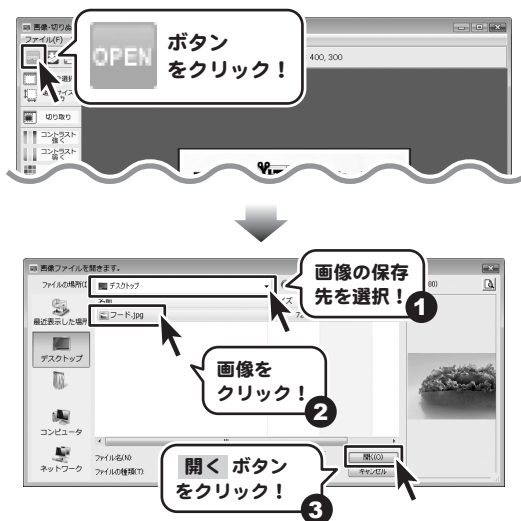 画像・切りぬ
ファイル(F)
OPEN
ボタン
をクリック！
400, 300
切り取り
コントラスト
強く
コントラスト
弱く
画像ファイルを開きます。
ファイルの場所(I):
デスクトップ
画像の保存
先を選択！
1
80)
名前
イズ
最近表示した場所
フード.jpg
72
デスクトップ
画像を
クリック！
2
コンピュータ
ネットワーク
ファイル名(N):
ファイルの種類(T):
開く(O)
キャンセル
開く ボタン
をクリック！
3